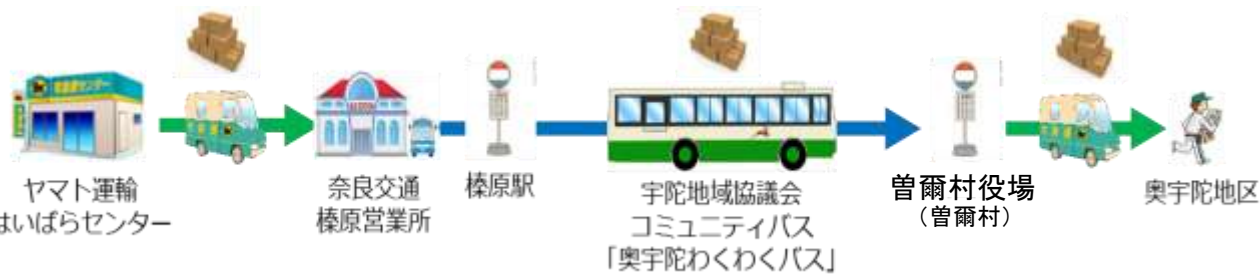 ヤマト運輸
はいばらセンター
奈良交通
榛原営業所
榛原駅
宇陀地域協議会
コミュニティバス
「奥宇陀わくわくバス」
曽爾村役場
（曽爾村）
奥宇陀地区